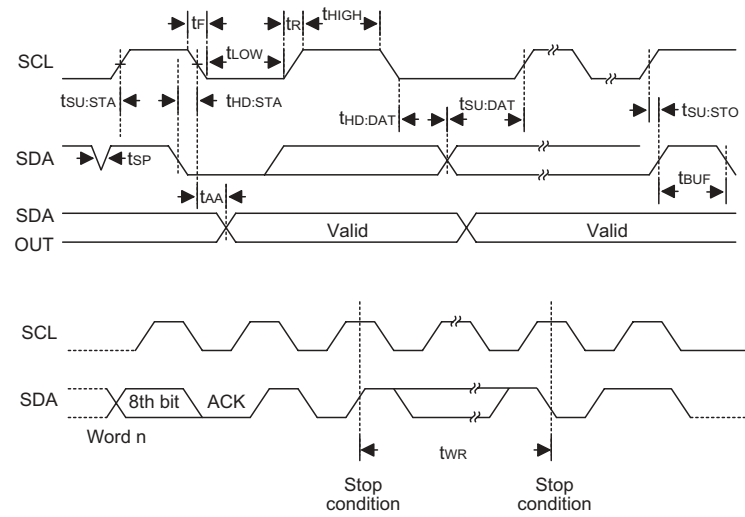 tF
tR
tHIGH
SCL
tLOW
tSU:STA
tHD:STA
tHD:DAT
tSU:DAT
tSU:STO
SDA
tSP
tBUF
tAA
SDA
OUT
Valid
Valid
SCL
SDA
8th bit
ACK
Word n
tWR
Stop
condition
Stop
condition